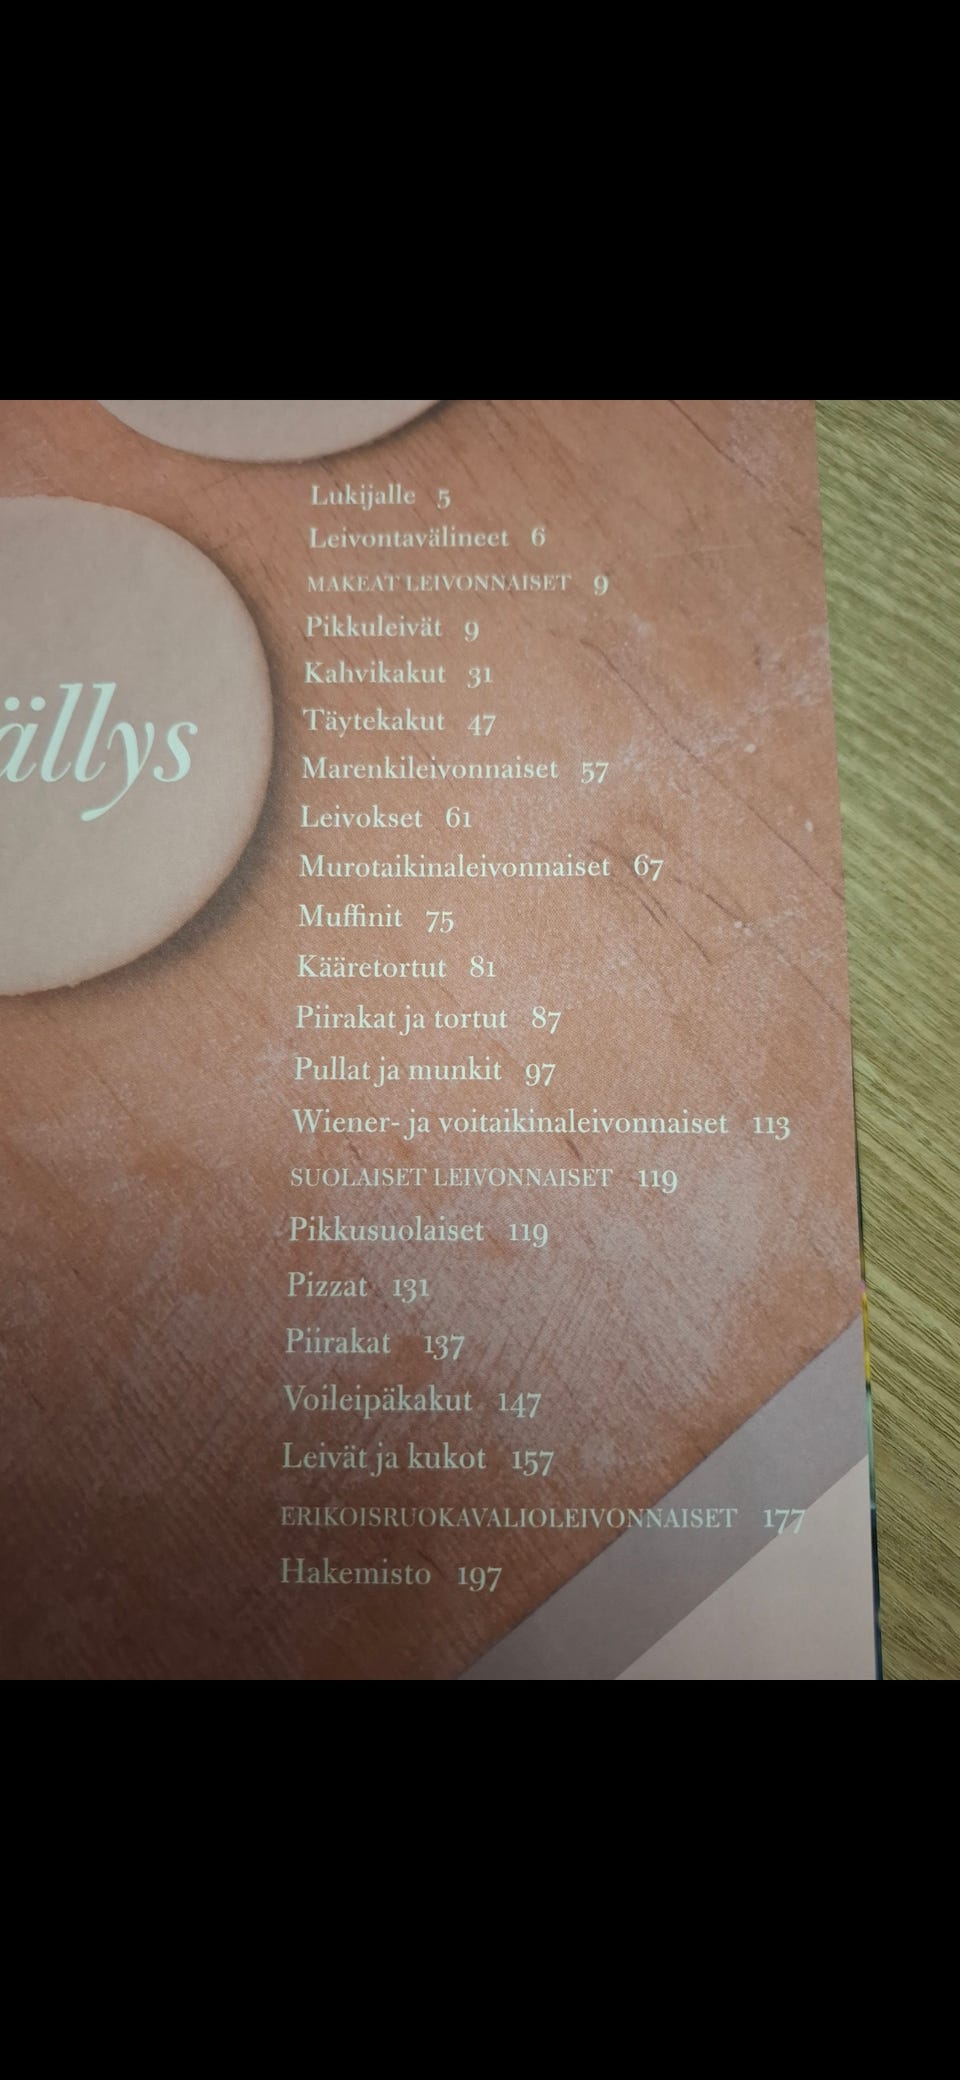 ällys
Lukijalle 5
Leivontavälineet 6
MAKEAT LEIVONNAISET 9
Pikkuleivät 9
Kahvikakut 31
Täytekakut 47
Marenkileivonnaiset 57
Leivokset 61
Murotaikinaleivonnaiset 67
Muffinit 75
Kääretortut 81
Piirakat ja tortut 87
Pullat ja munkit 97
Wiener- ja voitaikinaleivonnaiset 113
SUOLAISET LEIVONNAISET 119
Pikkusuolaiset 119
Pizzat 131
Piirakat 137
Voileipäkakut 147
Leivät ja kukot 157
ERIKOISRUOKAVALIOLEIVONNAISET 177
Hakemisto 197